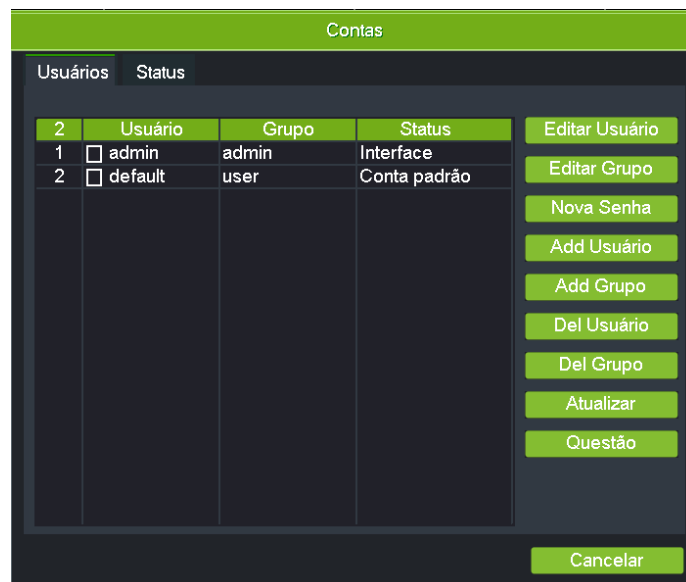 Contas
Usuários Status
2 Usuário Grupo Status
1 admin admin Interface
2 default user Conta padrão
Editar Usuário
Editar Grupo
Nova Senha
Add Usuário
Add Grupo
Del Usuário
Del Grupo
Atualizar
Questão
Cancelar